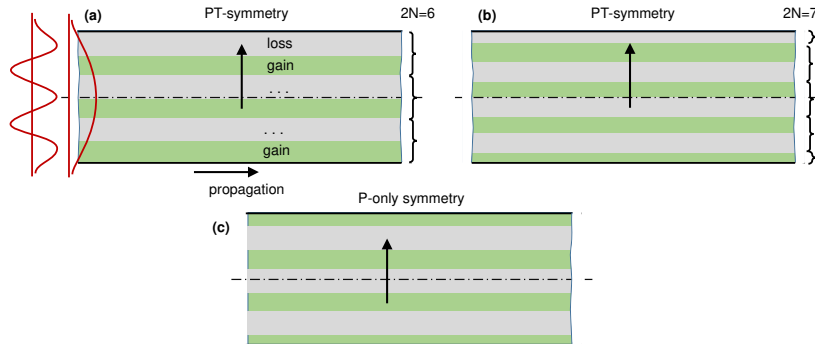 (a) PT-symmetry 2N=6
loss
gain
. . .
. . .
gain
propagation
(b) PT-symmetry 2N=7
P-only symmetry
(c)